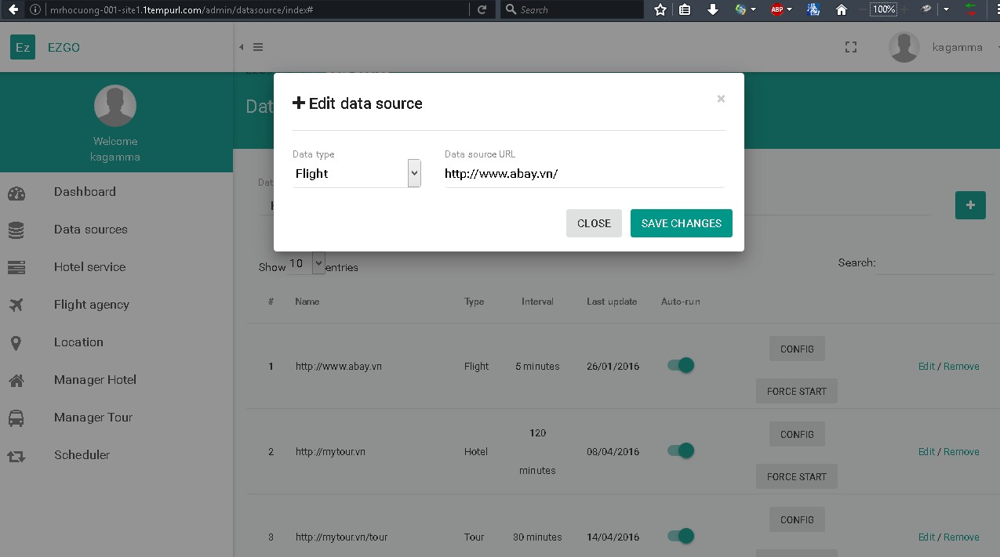 mrhocuong-001-site1.1tempurl.com/admin/datasource/index#
Search
ABP
100%
Ez EZGO
kagamma
Welcome
kagamma
Dashboard
Data sources
Hotel service
Flight agency
Location
Manager Hotel
Manager Tour
Scheduler
Dat
Edit data source
×
Data type
Data source URL
Flight
http://www.abay.vn/
CLOSE
SAVE CHANGES
Dat
+
Show 10 entries
Search:
# Name Type Interval Last update Auto-run
1 http://www.abay.vn Flight 5 minutes 26/01/2016 CONFIG FORCE START Edit / Remove
2 http://mytour.vn Hotel 120 minutes 08/04/2016 CONFIG FORCE START Edit / Remove
3 http://mytour.vn/tour Tour 30 minutes 14/04/2016 CONFIG Edit / Remove